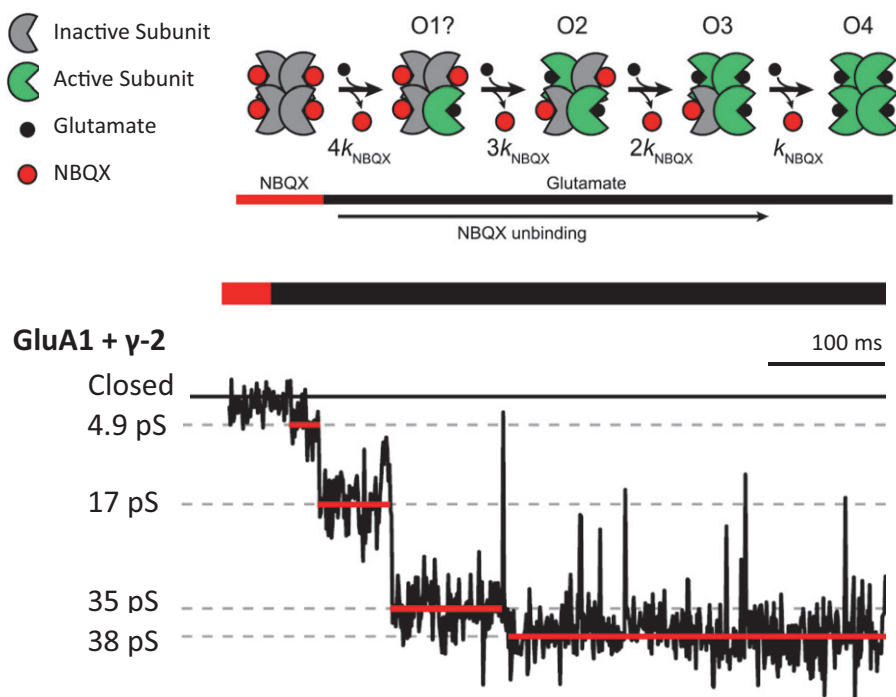 Inactive Subunit
Active Subunit
Glutamate
NBQX
O1? O2 O3 O4
4kNBQX 3kNBQX 2kNBQX kNBQX
NBQX Glutamate
NBQX unbinding
GluA1 + γ-2
100 ms
Closed
4.9 pS
17 pS
35 pS
38 pS